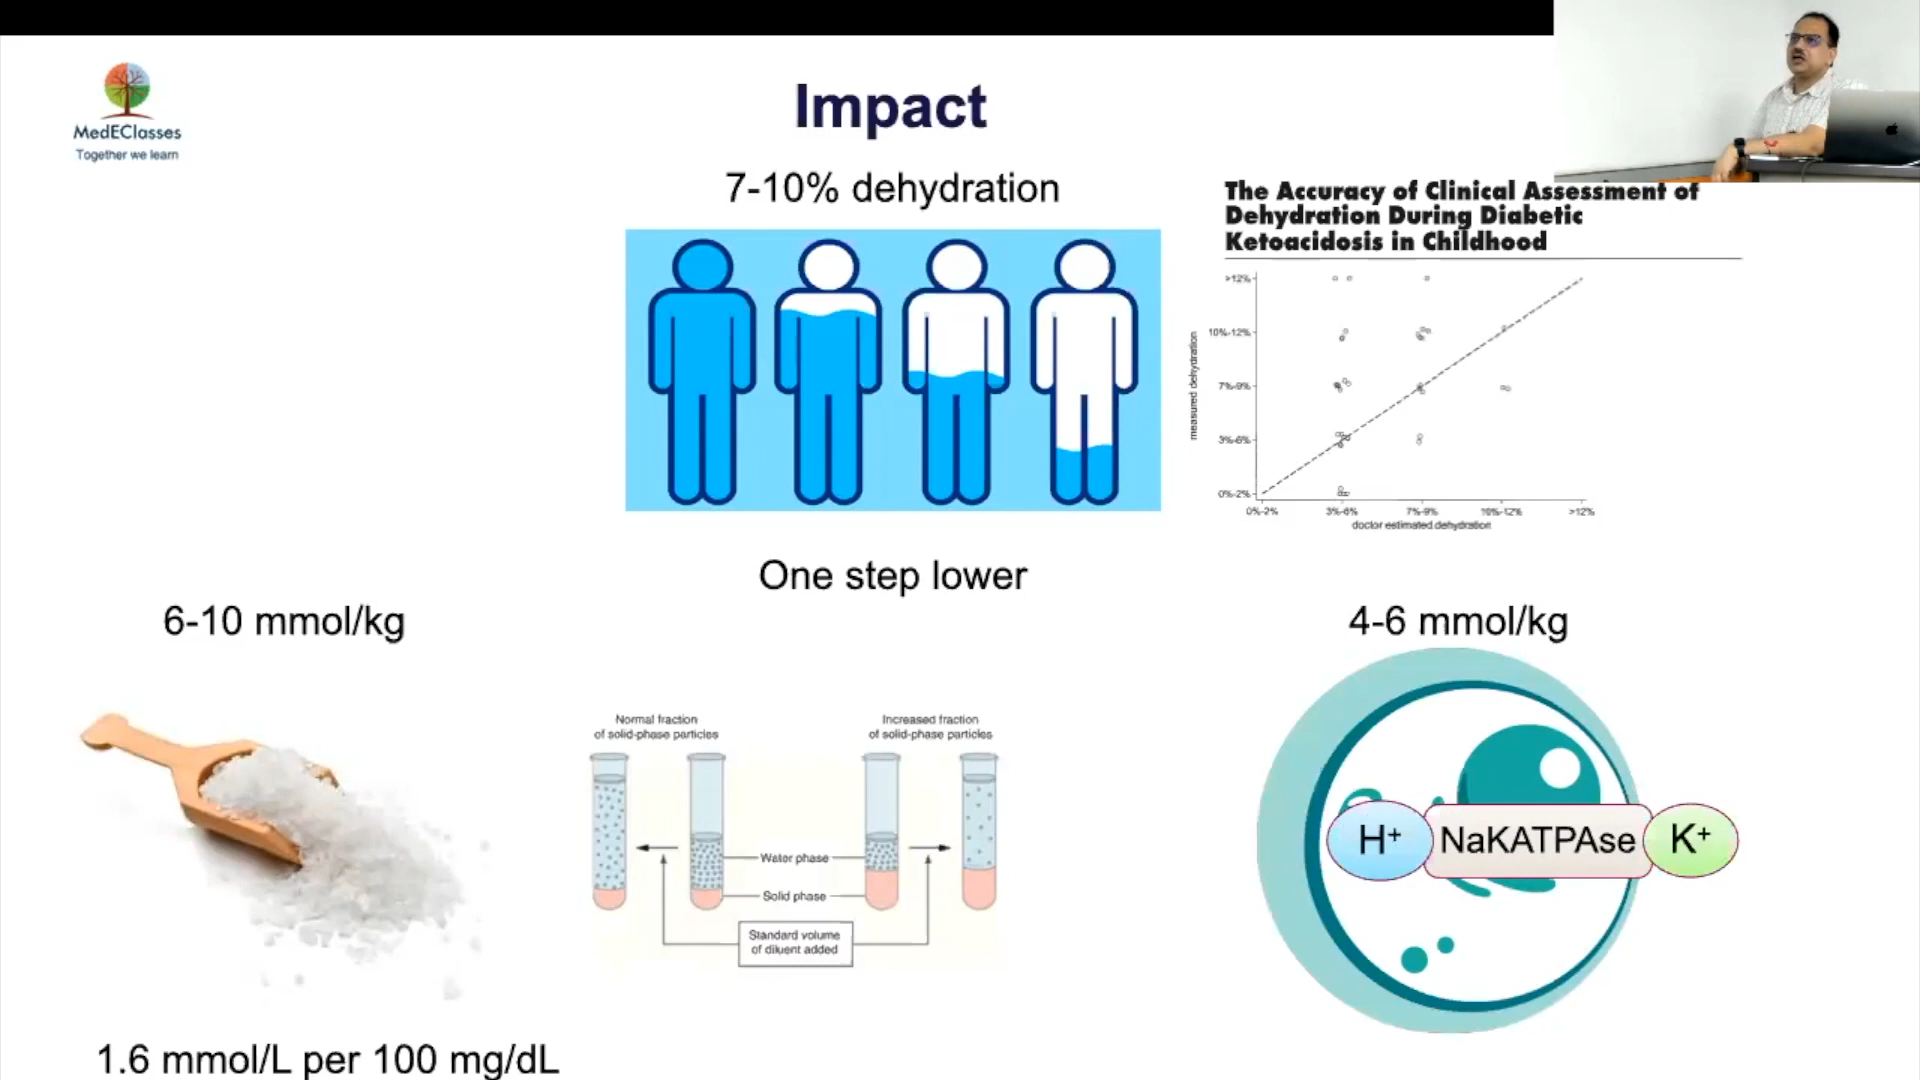 MedEClasses
Together we learn
Impact
7-10% dehydration
The Accuracy of Clinical Assessment of
Dehydration During Diabetic
Ketoacidosis in Childhood
>12%
10%-12%
7%-9%
3%-6%
0%-2%
measured dehydration
0%-2%
3%-6%
7%-9%
10%-12%
>12%
doctor estimated dehydration
One step lower
6-10 mmol/kg
4-6 mmol/kg
Normal fraction
of solid-phase particles
Increased fraction
of solid-phase particles
Water phase
Solid phase
Standard volume
of diluent added
H+
NaKATPAse
K+
1.6 mmol/L per 100 mg/dL